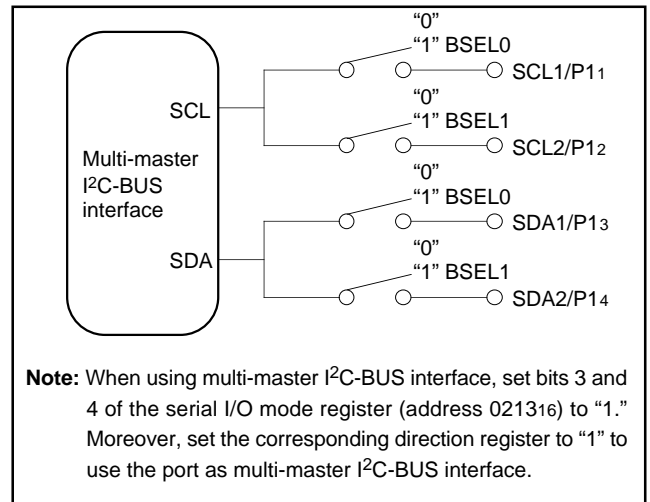 “0”
“1” BSEL0
SCL1/P11
“0”
“1” BSEL1
SCL
SCL2/P12
Multi-master
I2C-BUS
interface
“0”
“1” BSEL0
SDA1/P13
“0”
SDA
“1” BSEL1
SDA2/P14
Note: When using multi-master I2C-BUS interface, set bits 3 and
4 of the serial I/O mode register (address 021316) to “1.”
Moreover, set the corresponding direction register to “1” to
use the port as multi-master I2C-BUS interface.